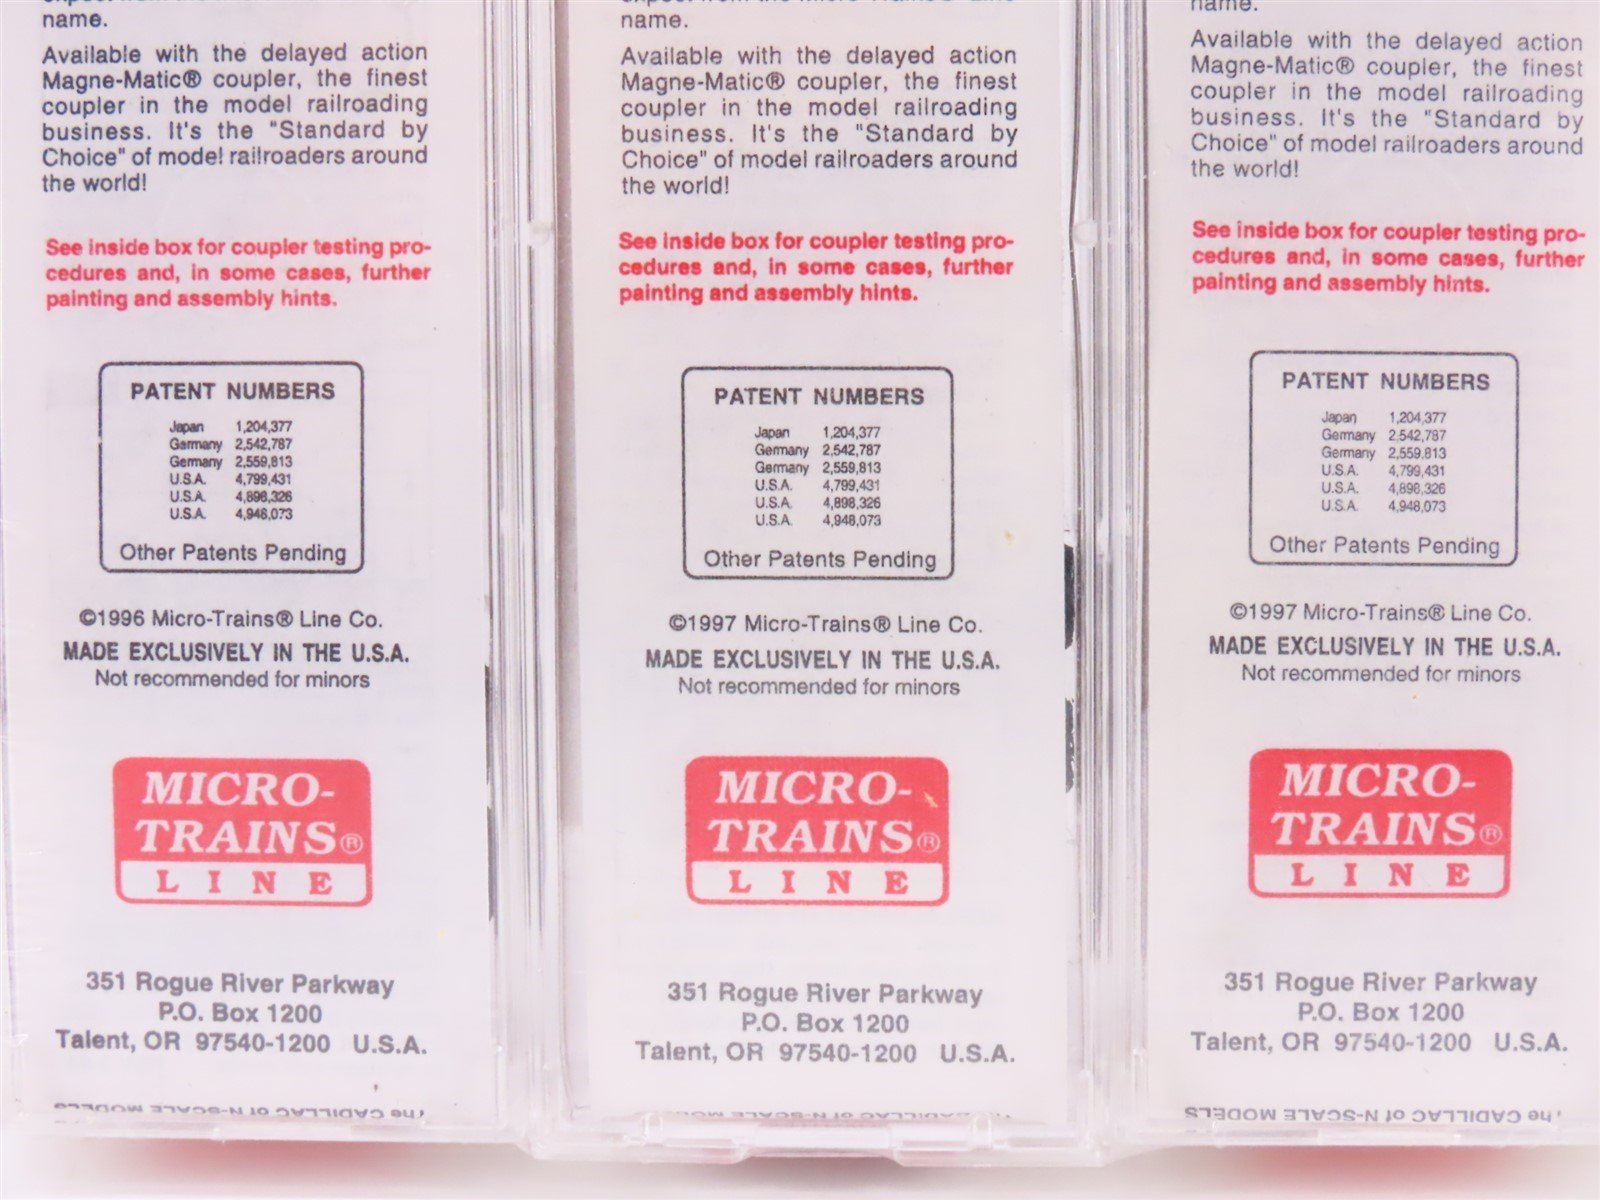 name.
Available with the delayed action
Magne-Matic® coupler, the finest
coupler in the model railroading
business. It's the "Standard by
Choice" of model railroaders around
the world!
See inside box for coupler testing pro-
cedures and, in some cases, further
painting and assembly hints.
PATENT NUMBERS
Japan 1,204,377
Germany 2,542,787
Germany 2,559,813
U.S.A. 4,799,431
U.S.A. 4,898,326
U.S.A. 4,948,073
Other Patents Pending
©1996 Micro-Trains® Line Co.
MADE EXCLUSIVELY IN THE U.S.A.
Not recommended for minors
MICRO-
TRAINS®
LINE
351 Rogue River Parkway
P.O. Box 1200
Talent, OR 97540-1200 U.S.A.
The CADILLAC of N-SCALE MODELS
name.
Available with the delayed action
Magne-Matic® coupler, the finest
coupler in the model railroading
business. It's the "Standard by
Choice" of model railroaders around
the world!
See inside box for coupler testing pro-
cedures and, in some cases, further
painting and assembly hints.
PATENT NUMBERS
Japan 1,204,377
Germany 2,542,787
Germany 2,559,813
U.S.A. 4,799,431
U.S.A. 4,898,326
U.S.A. 4,948,073
Other Patents Pending
©1997 Micro-Trains® Line Co.
MADE EXCLUSIVELY IN THE U.S.A.
Not recommended for minors
MICRO-
TRAINS®
LINE
351 Rogue River Parkway
P.O. Box 1200
Talent, OR 97540-1200 U.S.A.
name.
Available with the delayed action
Magne-Matic® coupler, the finest
coupler in the model railroading
business. It's the "Standard by
Choice" of model railroaders around
the world!
See inside box for coupler testing pro-
cedures and, in some cases, further
painting and assembly hints.
PATENT NUMBERS
Japan 1,204,377
Germany 2,542,787
Germany 2,559,813
U.S.A. 4,799,431
U.S.A. 4,898,326
U.S.A. 4,948,073
Other Patents Pending
©1997 Micro-Trains® Line Co.
MADE EXCLUSIVELY IN THE U.S.A.
Not recommended for minors
MICRO-
TRAINS®
LINE
351 Rogue River Parkway
P.O. Box 1200
Talent, OR 97540-1200 U.S.A.
The CADILLAC of N-SCALE MODELS